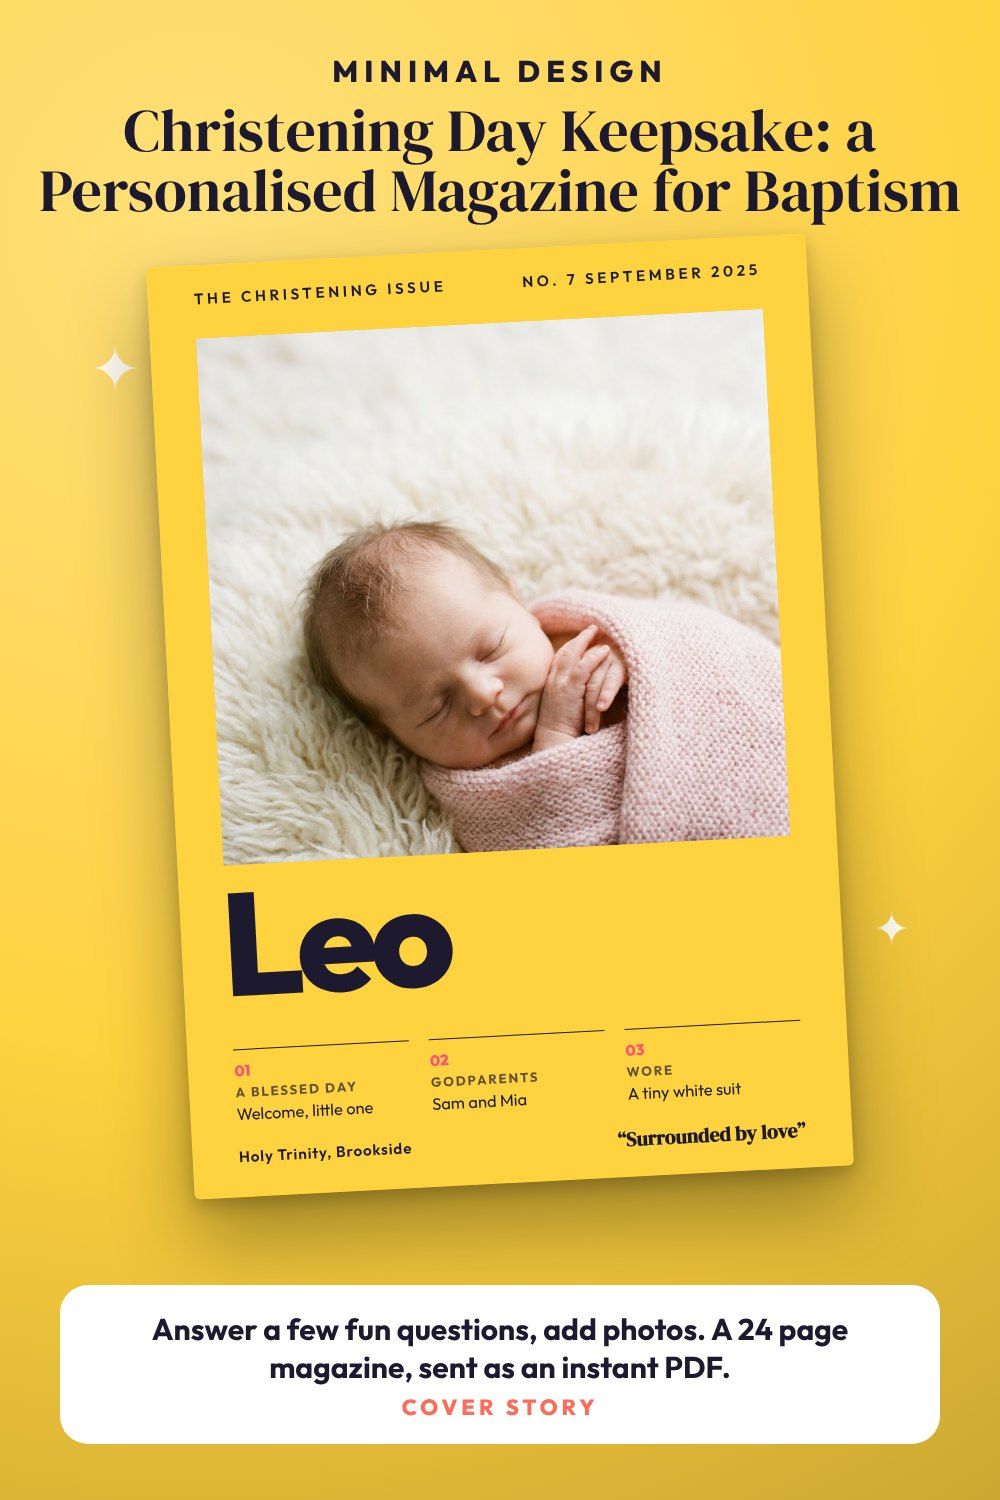 MINIMAL DESIGN
Christening Day Keepsake: a
Personalised Magazine for Baptism
THE CHRISTENING ISSUE
NO. 7 SEPTEMBER 2025
Leo
01
A BLESSED DAY
Welcome, little one
02
GODPARENTS
Sam and Mia
03
WORE
A tiny white suit
Holy Trinity, Brookside
“Surrounded by love”
Answer a few fun questions, add photos. A 24 page
magazine, sent as an instant PDF.
COVER STORY